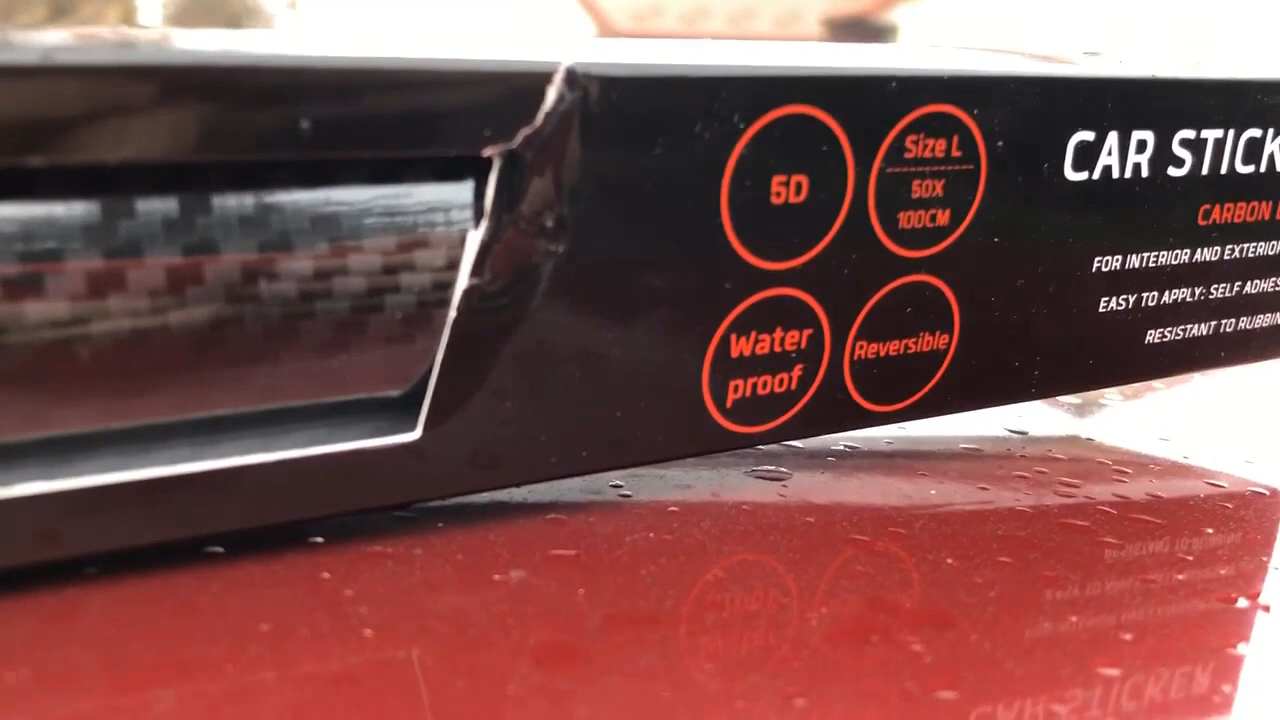 5D
Size L
50X
100CM
Water
proof
Reversible
CAR STICK
CARBON
FOR INTERIOR AND EXTERIOR
EASY TO APPLY: SELF ADHES
RESISTANT TO RUBBIN